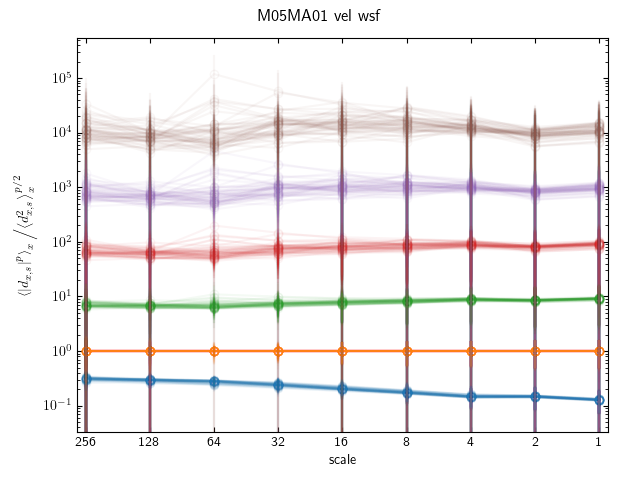 M05MA01 vel wsf
⟨|d_{x,s}|^p⟩_x / ⟨d_{x,s}^2⟩_x^{p/2}
10^5
10^4
10^3
10^2
10^1
10^0
10^{-1}
256 128 64 32 16 8 4 2 1
scale